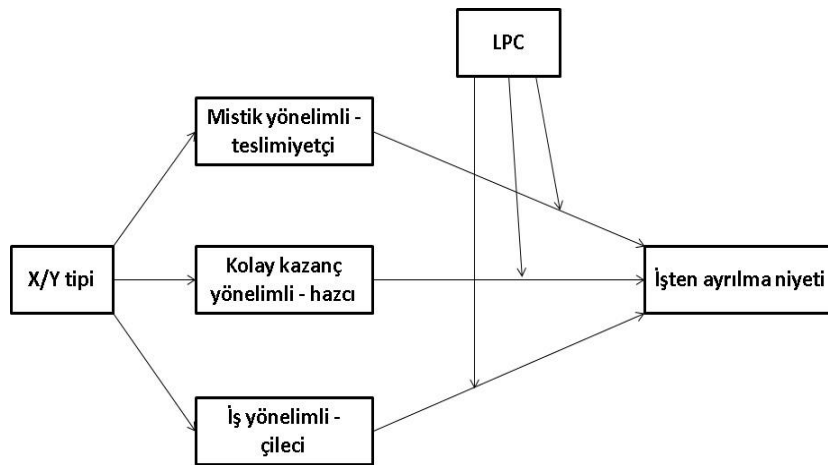 LPC
Mistik yönelimli -
teslimiyetçi
X/Y tipi
Kolay kazanç
yönelimli - hazcı
İşten ayrılma niyeti
İş yönelimli -
çileci